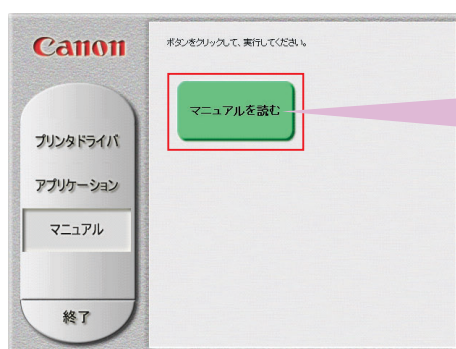 Canon
ボタンをクリックして、実行してください。
マニュアルを読む
プリンタドライバ
アプリケーション
マニュアル
終了